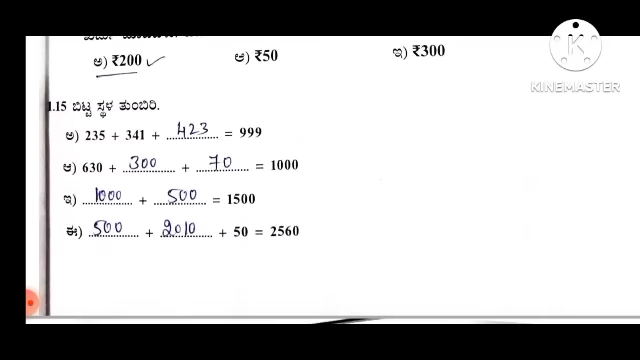 ಅ) ₹200 ✓ ಆ) ₹50 ಇ) ₹300
KINEMASTER
1.15 ಬಿಟ್ಟ ಸ್ಥಳ ತುಂಬಿರಿ.
ಅ) 235 + 341 + 423 = 999
ಆ) 630 + 300 + 70 = 1000
ಇ) 1000 + 500 = 1500
ಈ) 500 + 2010 + 50 = 2560